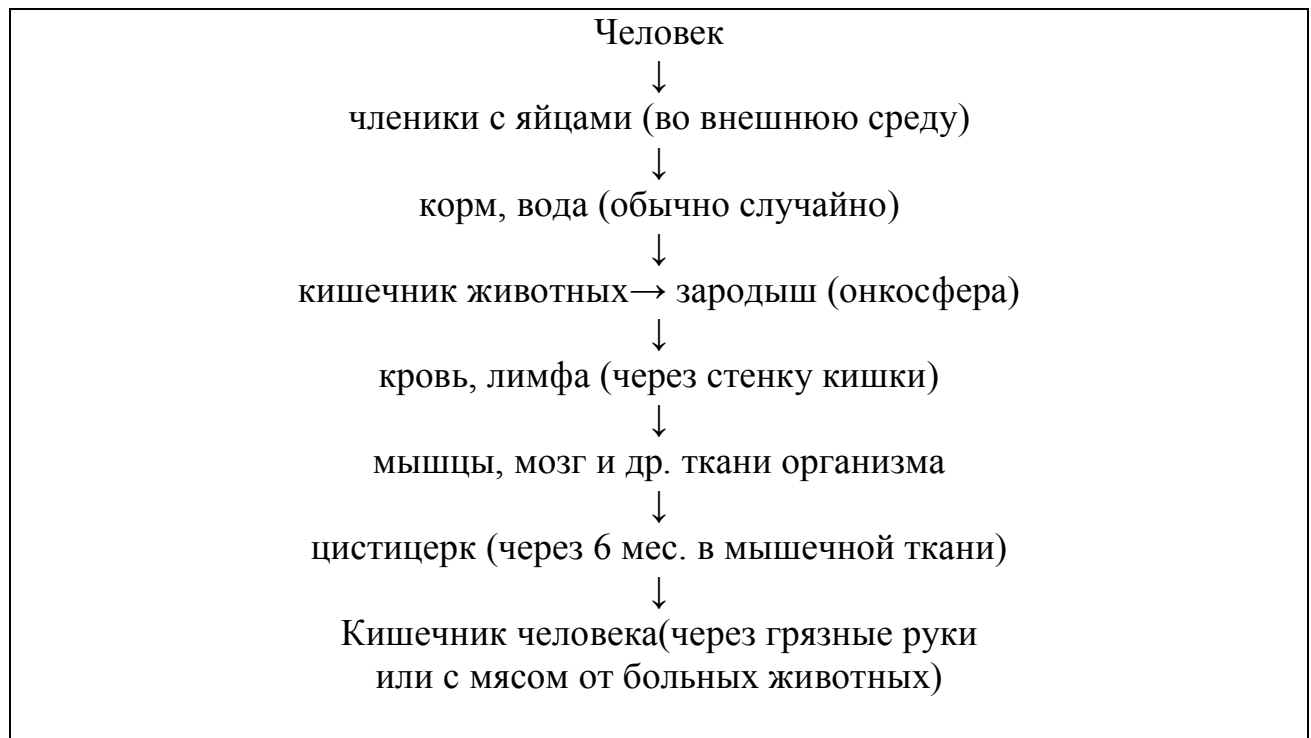 Человек
↓
членики с яйцами (во внешнюю среду)
↓
корм, вода (обычно случайно)
↓
кишечник животных→ зародыш (онкосфера)
↓
кровь, лимфа (через стенку кишки)
↓
мышцы, мозг и др. ткани организма
↓
цистицерк (через 6 мес. в мышечной ткани)
↓
Кишечник человека(через грязные руки
или с мясом от больных животных)